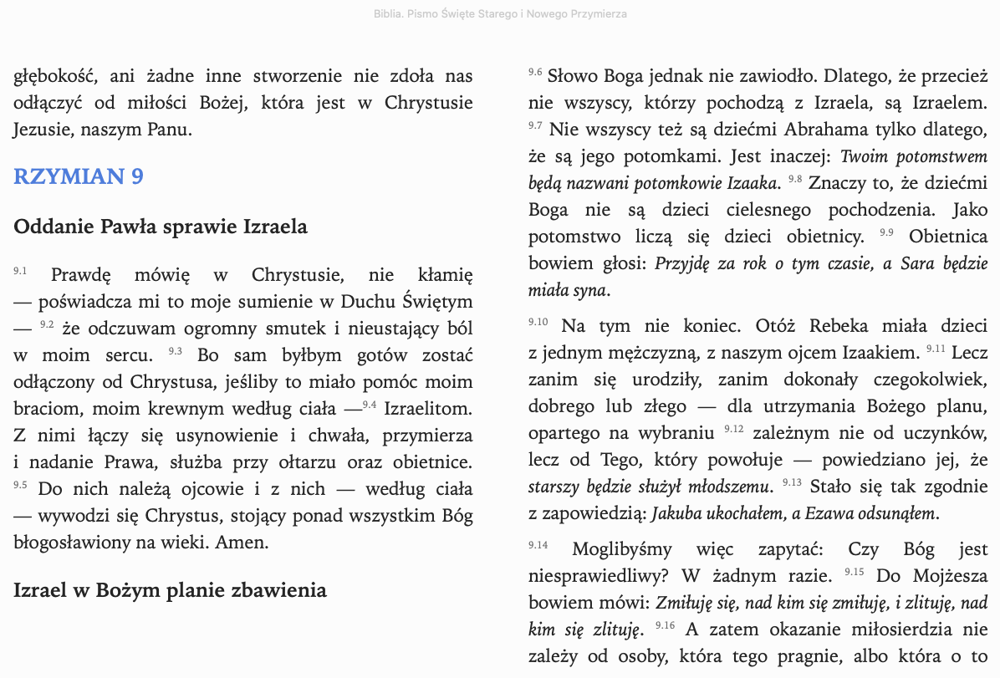 Biblia. Pismo Święte Starego i Nowego Przymierza
głębokość, ani żadne inne stworzenie nie zdoła nas
odłączyć od miłości Bożej, która jest w Chrystusie
Jezusie, naszym Panu.
RZYMIAN 9
Oddanie Pawła sprawie Izraela
9.1 Prawdę mówię w Chrystusie, nie kłamię
— poświadcza mi to moje sumienie w Duchu Świętym
— 9.2 że odczuwam ogromny smutek i nieustający ból
w moim sercu. 9.3 Bo sam byłbym gotów zostać
odłączony od Chrystusa, jeśliby to miało pomóc moim
braciom, moim krewnym według ciała —9.4 Izraelitom.
Z nimi łączy się usynowienie i chwała, przymierza
i nadanie Prawa, służba przy ołtarzu oraz obietnice.
9.5 Do nich należą ojcowie i z nich — według ciała
— wywodzi się Chrystus, stojący ponad wszystkim Bóg
błogosławiony na wieki. Amen.
Izrael w Bożym planie zbawienia
9.6 Słowo Boga jednak nie zawiodło. Dlatego, że przecież
nie wszyscy, którzy pochodzą z Izraela, są Izraelem.
9.7 Nie wszyscy też są dziećmi Abrahama tylko dlatego,
że są jego potomkami. Jest inaczej: Twoim potomstwem
będą nazwani potomkowie Izaaka. 9.8 Znaczy to, że dziećmi
Boga nie są dzieci cielesnego pochodzenia. Jako
potomstwo liczą się dzieci obietnicy. 9.9 Obietnica
bowiem głosi: Przyjdę za rok o tym czasie, a Sara będzie
miała syna.
9.10 Na tym nie koniec. Otóż Rebeka miała dzieci
z jednym mężczyzną, z naszym ojcem Izaakiem. 9.11 Lecz
zanim się urodziły, zanim dokonały czegokolwiek,
dobrego lub złego — dla utrzymania Bożego planu,
opartego na wybraniu 9.12 zależnym nie od uczynków,
lecz od Tego, który powołuje — powiedziano jej, że
starszy będzie służył młodszemu. 9.13 Stało się tak zgodnie
z zapowiedzią: Jakuba ukochałem, a Ezawa odsunąłem.
9.14 Moglibyśmy więc zapytać: Czy Bóg jest
niesprawiedliwy? W żadnym razie. 9.15 Do Mojżesza
bowiem mówi: Zmiłuję się, nad kim się zmiłuję, i zlituję, nad
kim się zlituję. 9.16 A zatem okazanie miłosierdzia nie
zależy od osoby, która tego pragnie, albo która o to